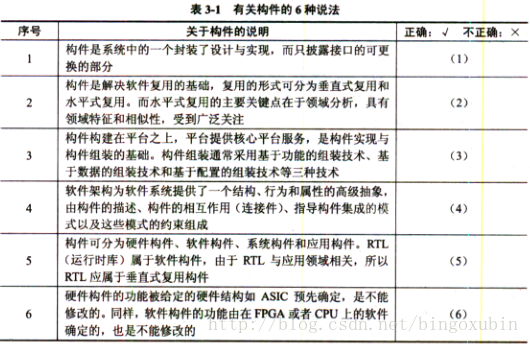 表 3-1 有关构件的 6 种说法
序号 关于构件的说明 正确：√ 不正确：×
1 构件是系统中的一个封装了设计与实现，而只披露接口的可更 (1)
换的部分
2 构件是解决软件复用的基础，复用的形式可分为垂直式复用和 (2)
水平式复用。而水平式复用的主要关键点在于领域分析，具有
领域特征和相似性，受到广泛关注
3 构件构建在平台之上，平台提供核心平台服务，是构件实现与 (3)
构件组装的基础。构件组装通常采用基于功能的组装技术、基
于数据的组装技术和基于配置的组装技术等三种技术
4 软件架构为软件系统提供了一个结构、行为和属性的高级抽象， (4)
由构件的描述、构件的相互作用（连接件）、指导构件集成的模
式以及这些模式的约束组成
5 构件可分为硬件构件、软件构件、系统构件和应用构件。RTL (5)
（运行时库）属于软件构件，由于 RTL 与应用领域相关，所以
RTL 应属于垂直式复用构件
6 硬件构件的功能被给定的硬件结构如 ASIC 预先确定，是不能 (6)
修改的。同样，软件构件的功能由在 FPGA 或者 CPU 上的软件
确定的，也是不能修改的
http://blog.csdn.net/bingoxubin